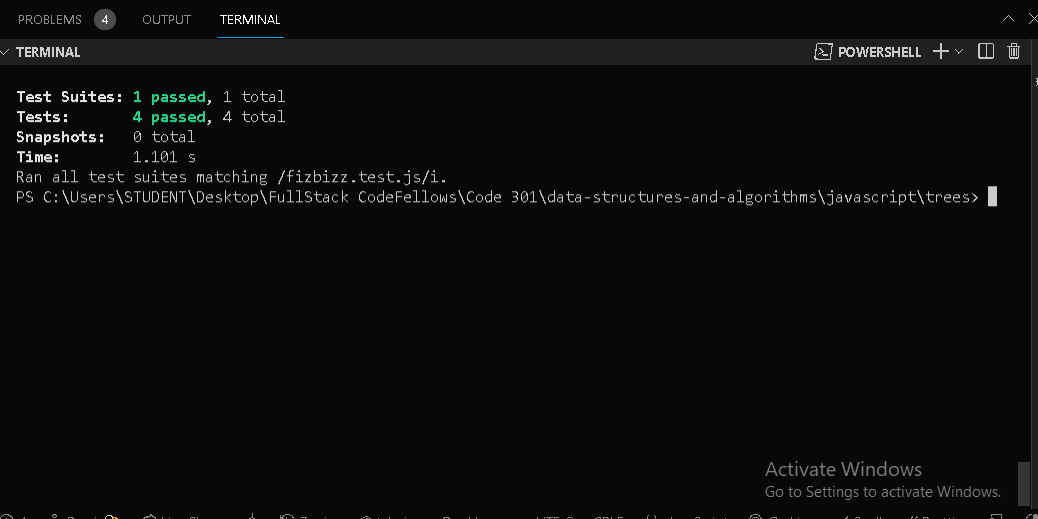 PROBLEMS 4 OUTPUT TERMINAL
TERMINAL POWERSHELL
Test Suites: 1 passed, 1 total
Tests: 4 passed, 4 total
Snapshots: 0 total
Time: 1.101 s
Ran all test suites matching /fizbizz.test.js/i.
PS C:\Users\STUDENT\Desktop\FullStack CodeFellows\Code 301\data-structures-and-algorithms\javascript\trees>
Activate Windows
Go to Settings to activate Windows.